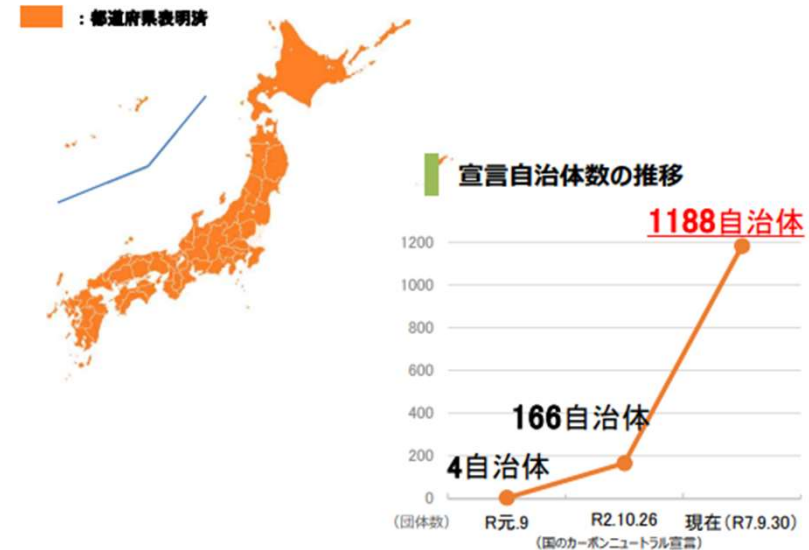 ：都道府県表明済
宣言自治体数の推移
1188自治体
1200
1000
800
600
400
200
0
166自治体
4自治体
（団体数）
R元.9
R2.10.26
現在（R7.9.30）
（国のカーボンニュートラル宣言）